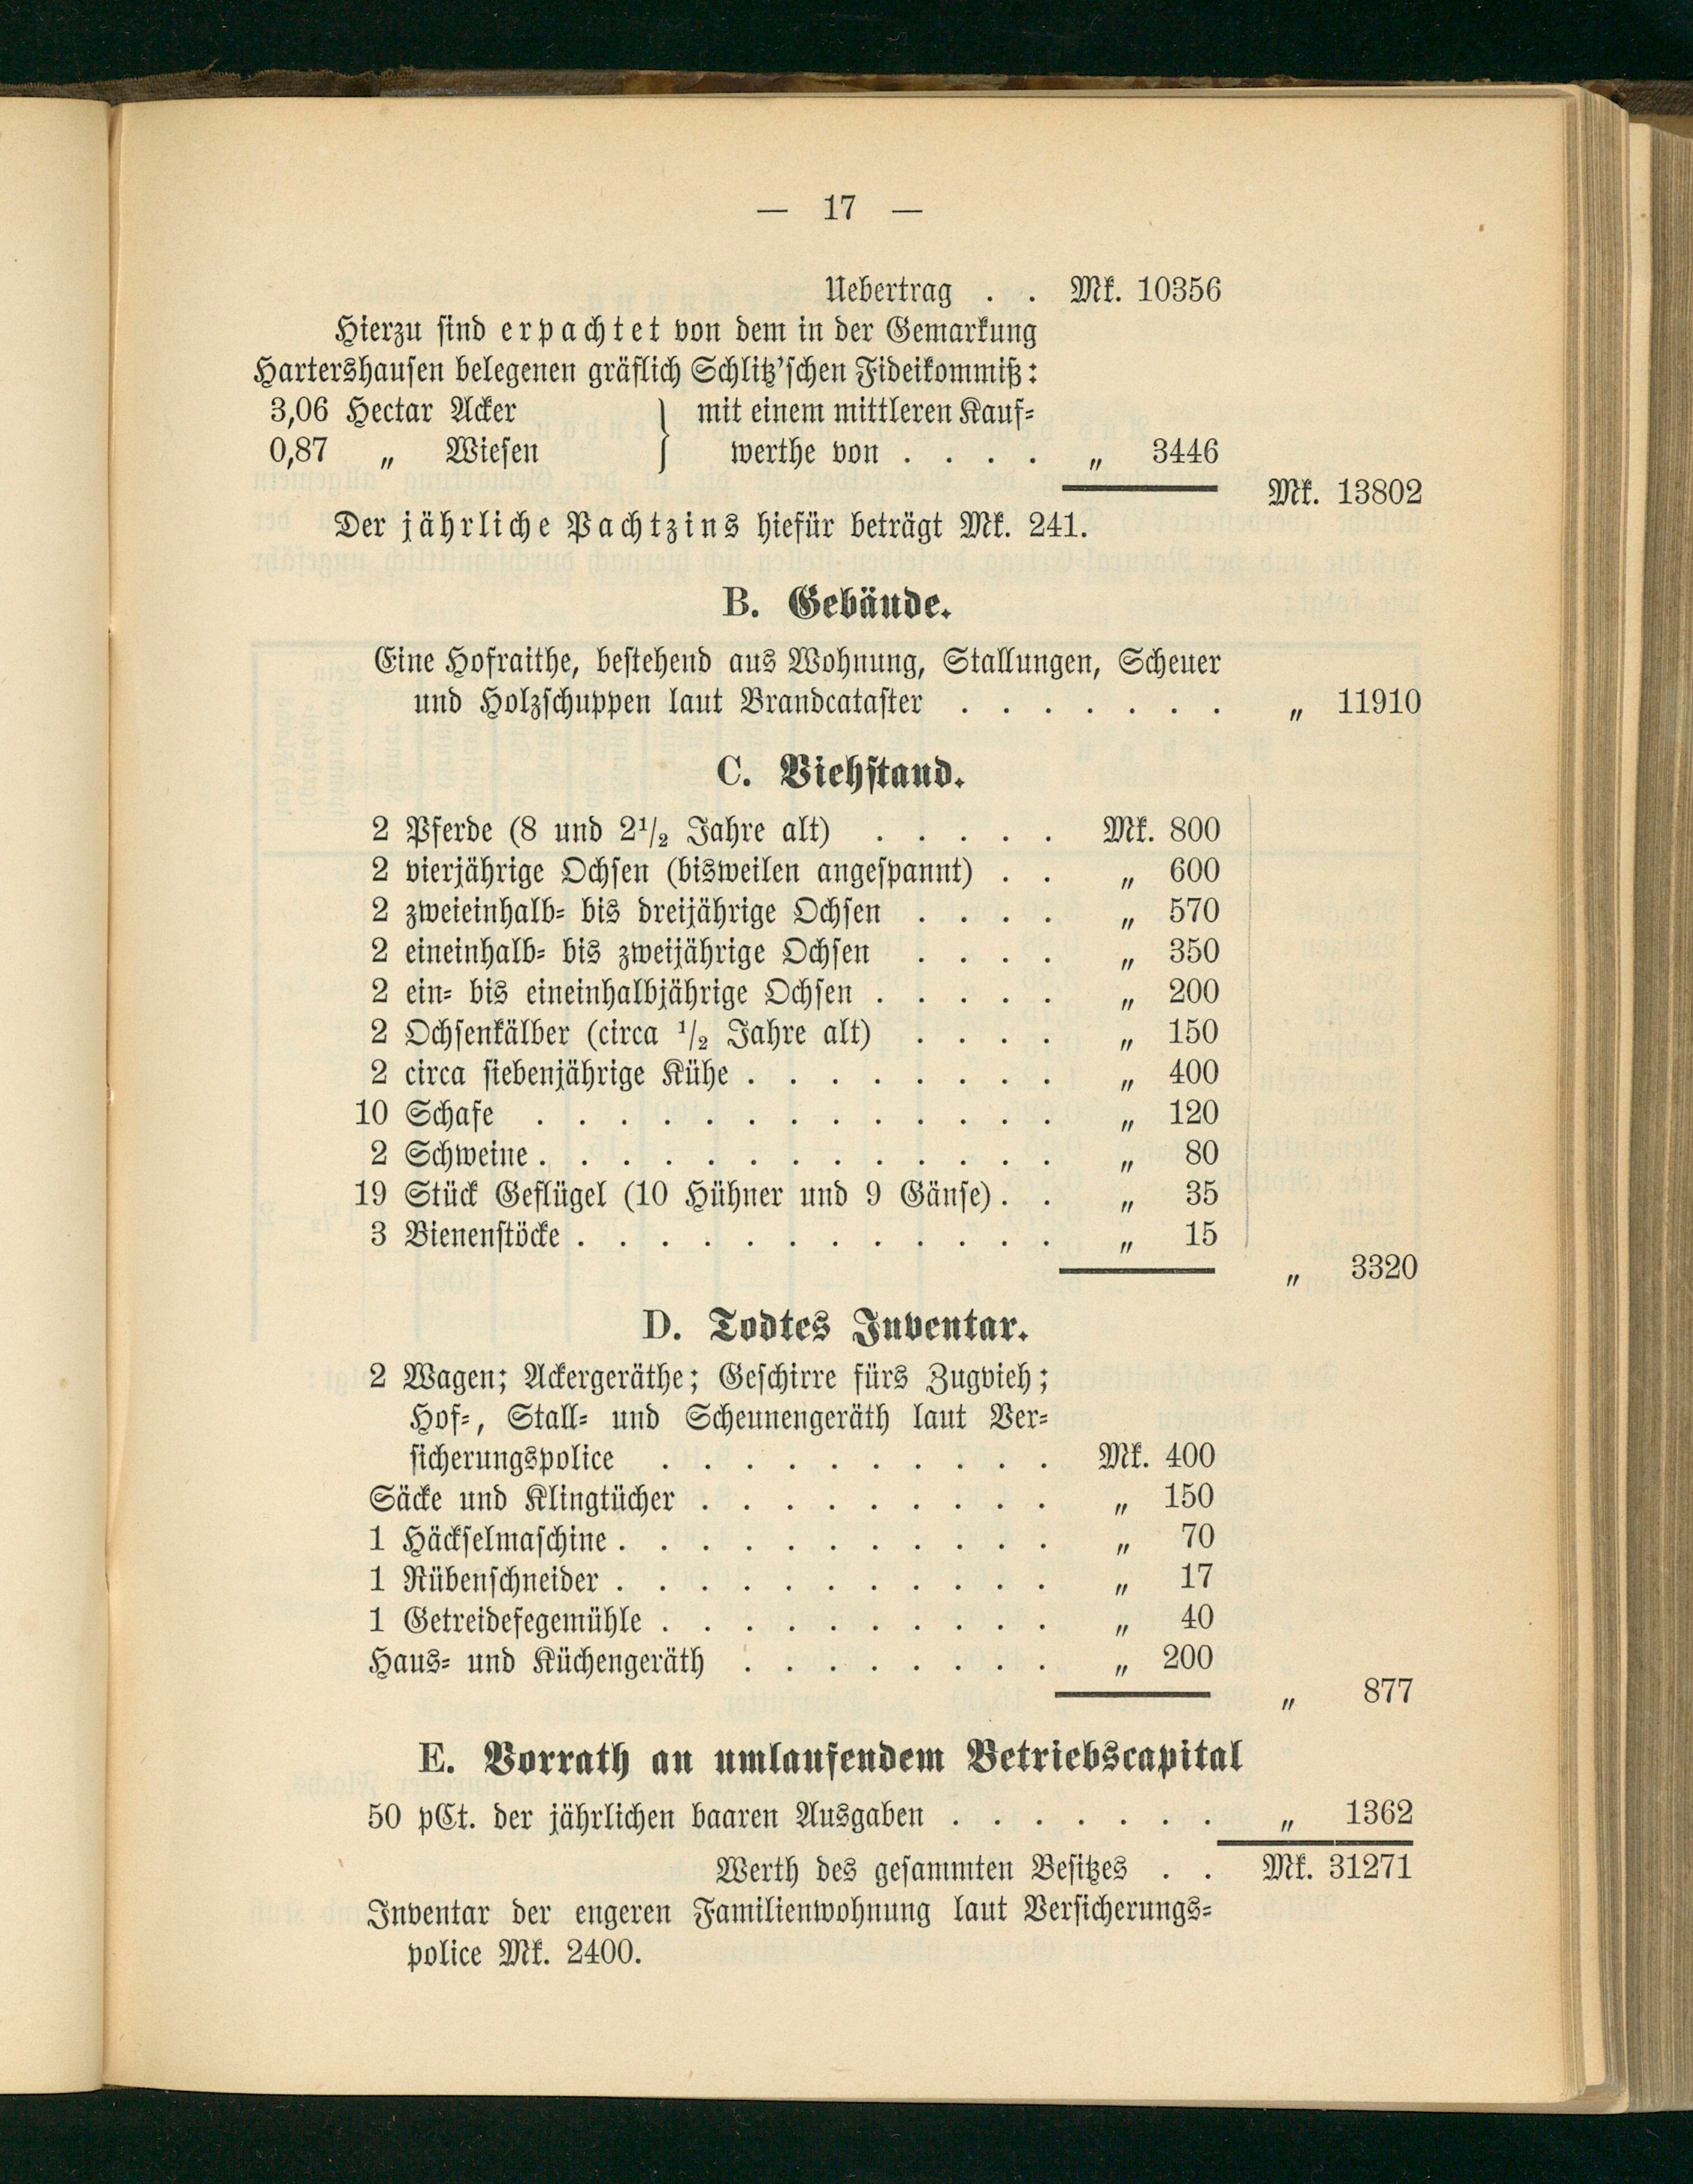 — 17 —
Uebertrag . . Mk. 10356
Hierzu sind erpachtet von dem in der Gemarkung
Hartershausen belegenen gräflich Schlitz'schen Fideikommiß:
3,06 Hectar Acker } mit einem mittleren Kauf-
0,87 „ Wiesen } werthe von . . . . „ 3446
Mk. 13802
Der jährliche Pachtzins hiefür beträgt Mk. 241.
B. Gebäude.
Eine Hofraithe, bestehend aus Wohnung, Stallungen, Scheuer
und Holzschuppen laut Brandcataster . . . . . . . „ 11910
C. Viehstand.
2 Pferde (8 und 2¹/₂ Jahre alt) . . . . . Mk. 800
2 vierjährige Ochsen (bisweilen angespannt) . . „ 600
2 zweieinhalb- bis dreijährige Ochsen . . . . „ 570
2 eineinhalb- bis zweijährige Ochsen . . . . „ 350
2 ein- bis eineinhalbjährige Ochsen . . . . . „ 200
2 Ochsenkälber (circa ¹/₂ Jahre alt) . . . . „ 150
2 circa siebenjährige Kühe . . . . . . . . „ 400
10 Schafe . . . . . . . . . . . . . „ 120
2 Schweine . . . . . . . . . . . . . „ 80
19 Stück Geflügel (10 Hühner und 9 Gänse) . . „ 35
3 Bienenstöcke . . . . . . . . . . . . „ 15
„ 3320
D. Todtes Inventar.
2 Wagen; Ackergeräthe; Geschirre fürs Zugvieh;
Hof-, Stall- und Scheunengeräth laut Ver-
sicherungspolice . . . . . . . . . . Mk. 400
Säcke und Klingtücher . . . . . . . . . „ 150
1 Häckselmaschine . . . . . . . . . . . „ 70
1 Rübenschneider . . . . . . . . . . . „ 17
1 Getreidefegemühle . . . . . . . . . . „ 40
Haus- und Küchengeräth . . . . . . . . „ 200
„ 877
E. Vorrath an umlaufendem Betriebscapital
50 pCt. der jährlichen baaren Ausgaben . . . . . . . „ 1362
Werth des gesammten Besitzes . . Mk. 31271
Inventar der engeren Familienwohnung laut Versicherungs-
police Mk. 2400.